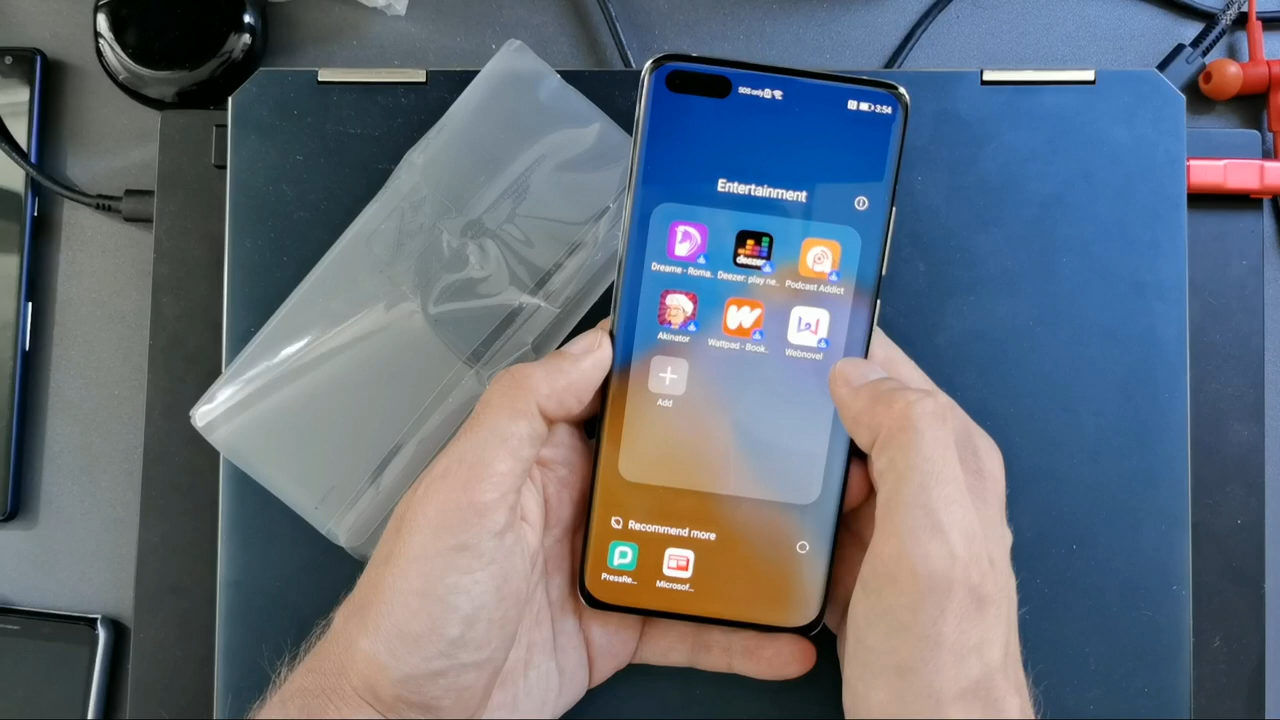 SOS only
3:54
Entertainment
Dreame - Roma..
deezer
Deezer: play ne..
Podcast Addict
Akinator
Wattpad - Book..
Webnovel
Add
Recommend more
PressRe...
Microsof...